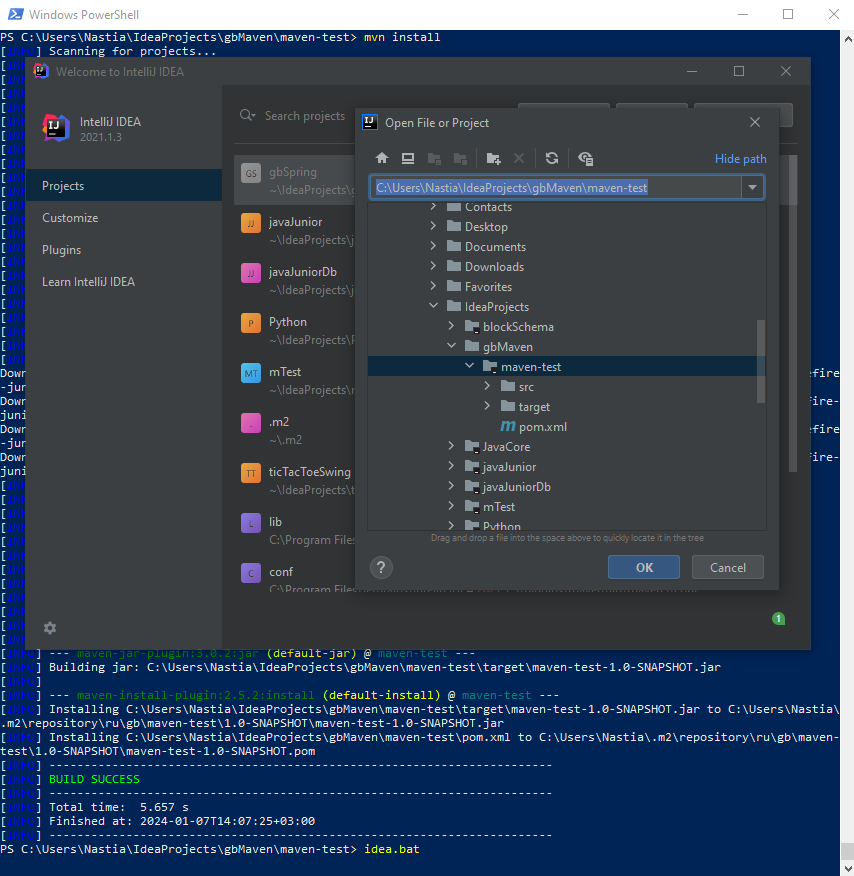 Windows PowerShell
PS C:\Users\Nastia\IdeaProjects\gbMaven\maven-test> mvn install
[INFO] Scanning for projects...
Welcome to IntelliJ IDEA
IntelliJ IDEA
2021.1.3
Projects
Customize
Plugins
Learn IntelliJ IDEA
Search projects
GS gbSpring
~\IdeaProjects\
JJ javaJunior
~\IdeaProjects\
JJ javaJuniorDb
~\IdeaProjects\
P Python
~\IdeaProjects\
MT mTest
~\IdeaProjects\
. .m2
~\.m2
TT ticTacToeSwing
~\IdeaProjects\
L lib
C:\Program Files
C conf
C:\Program Files
1
Open File or Project
Hide path
C:\Users\Nastia\IdeaProjects\gbMaven\maven-test
Contacts
Desktop
Documents
Downloads
Favorites
IdeaProjects
blockSchema
gbMaven
maven-test
src
target
pom.xml
JavaCore
javaJunior
javaJuniorDb
mTest
Python
Drag and drop a file into the space above to quickly locate it in the tree
?
OK
Cancel
Down
efire
-jun
Down
fire-
juni
Down
efire
-jun
Down
fire-
juni
[INFO] --- maven-jar-plugin:3.0.2:jar (default-jar) @ maven-test ---
[INFO] Building jar: C:\Users\Nastia\IdeaProjects\gbMaven\maven-test\target\maven-test-1.0-SNAPSHOT.jar
[INFO]
[INFO] --- maven-install-plugin:2.5.2:install (default-install) @ maven-test ---
[INFO] Installing C:\Users\Nastia\IdeaProjects\gbMaven\maven-test\target\maven-test-1.0-SNAPSHOT.jar to C:\Users\Nastia\
.m2\repository\ru\gb\maven-test\1.0-SNAPSHOT\maven-test-1.0-SNAPSHOT.jar
[INFO] Installing C:\Users\Nastia\IdeaProjects\gbMaven\maven-test\pom.xml to C:\Users\Nastia\.m2\repository\ru\gb\maven-
test\1.0-SNAPSHOT\maven-test-1.0-SNAPSHOT.pom
[INFO] ------------------------------------------------------------------------
[INFO] BUILD SUCCESS
[INFO] ------------------------------------------------------------------------
[INFO] Total time:  5.657 s
[INFO] Finished at: 2024-01-07T14:07:25+03:00
[INFO] ------------------------------------------------------------------------
PS C:\Users\Nastia\IdeaProjects\gbMaven\maven-test> idea.bat